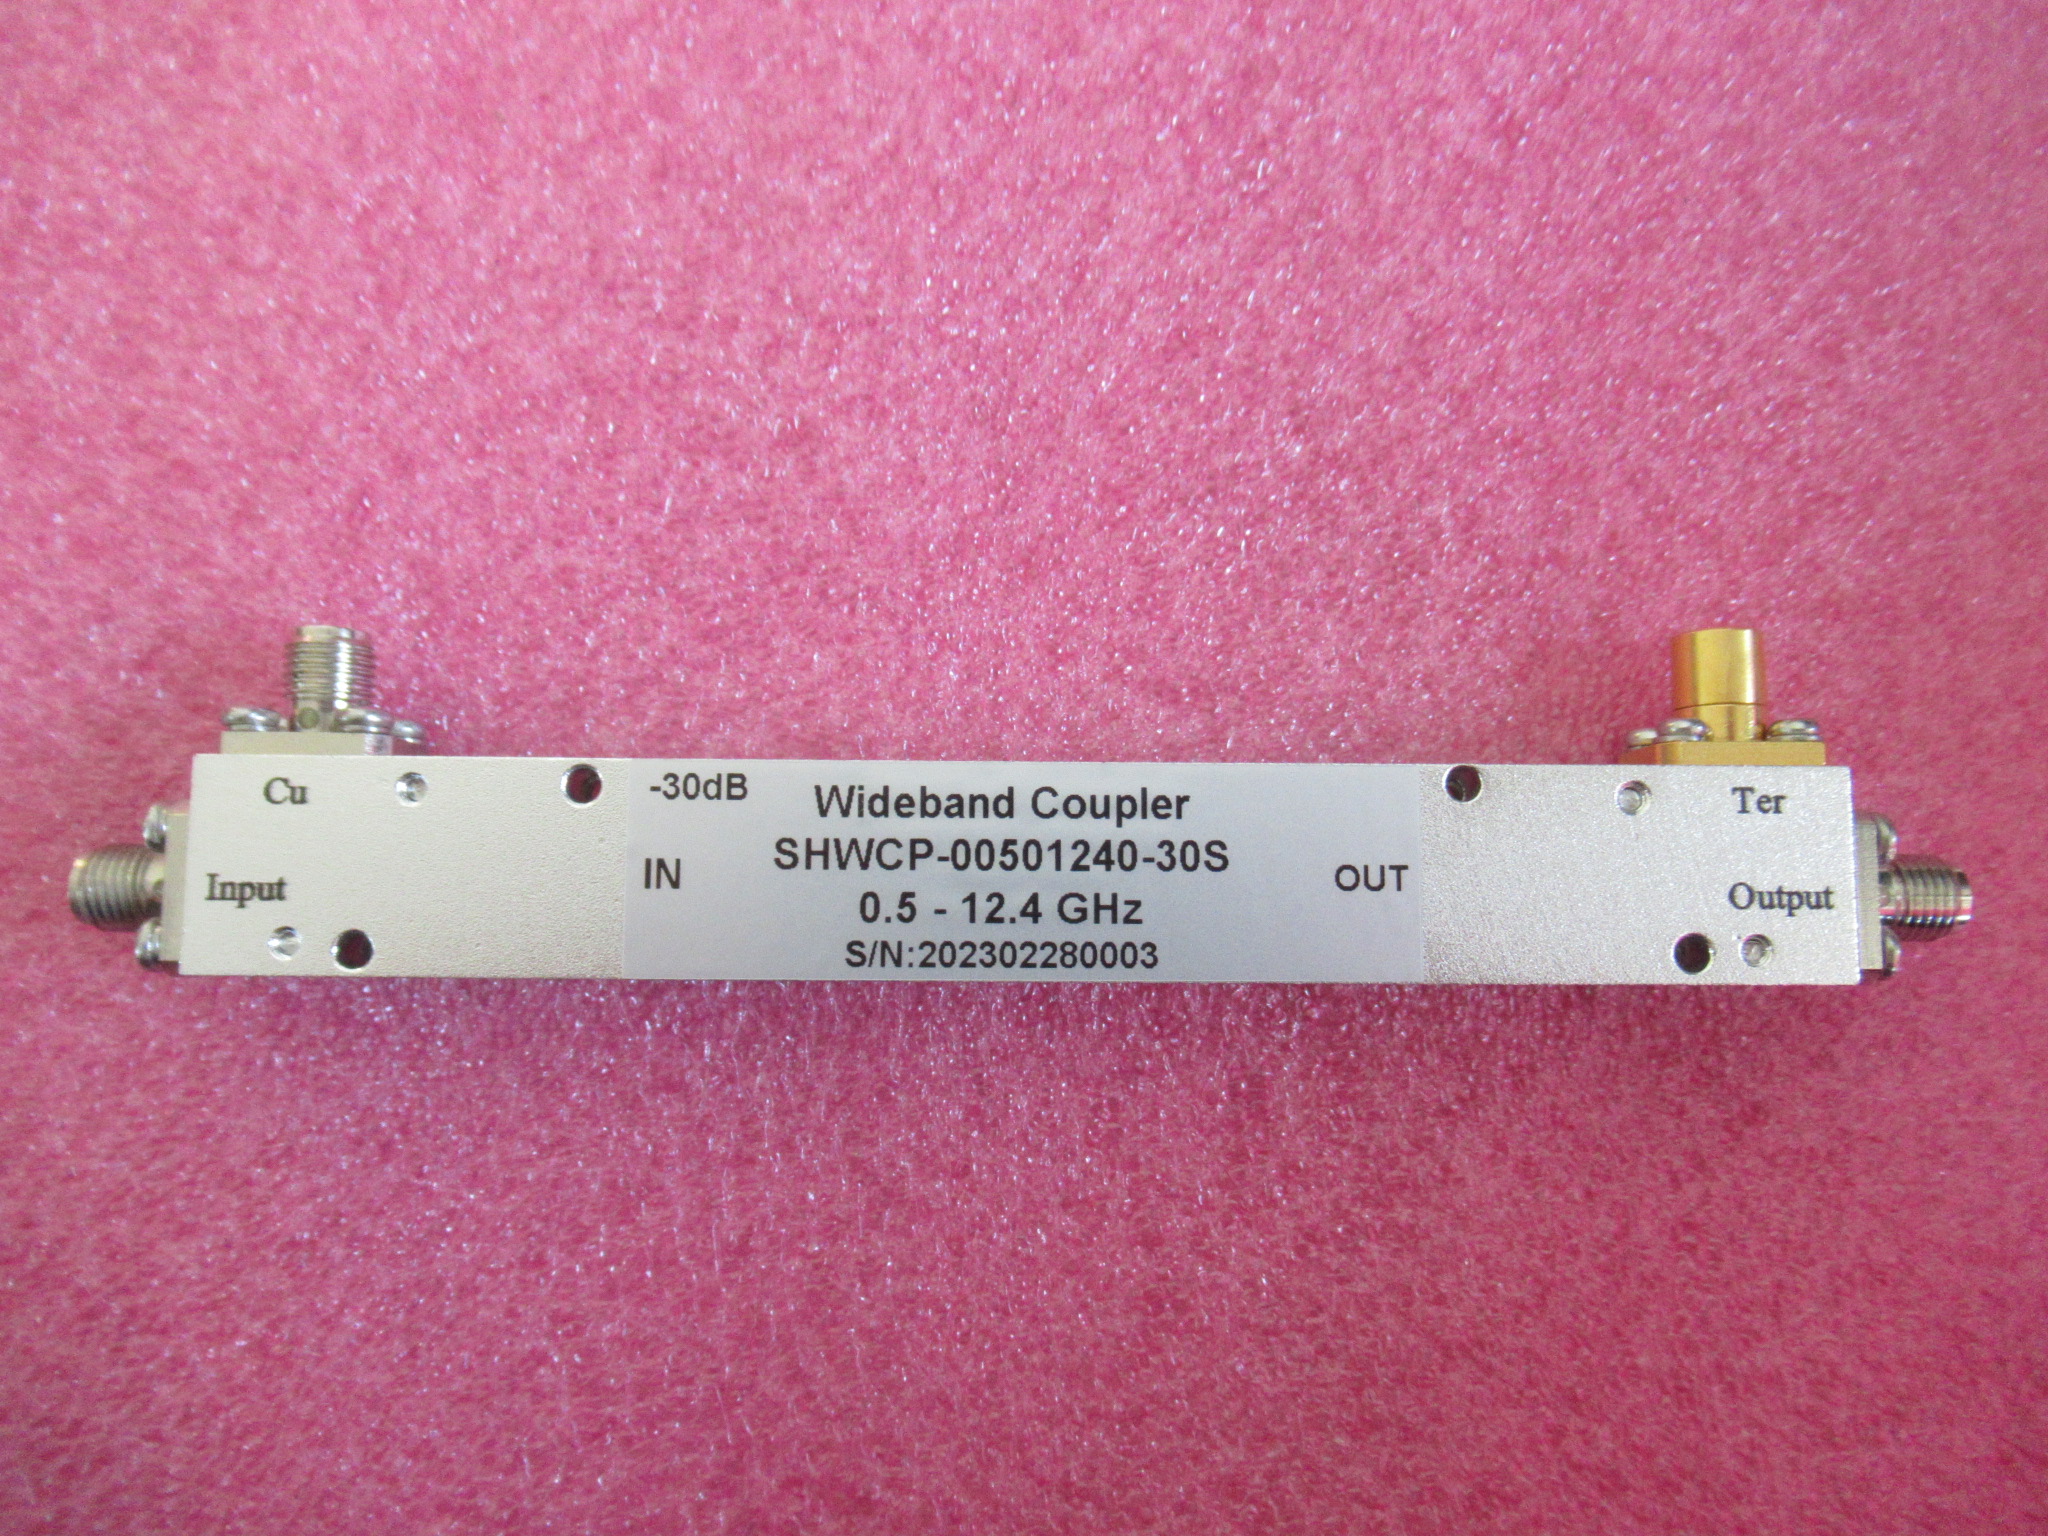 Cu
Input
-30dB
IN
Wideband Coupler
SHWCP-00501240-30S
0.5 - 12.4 GHz
S/N:202302280003
OUT
Ter
Output